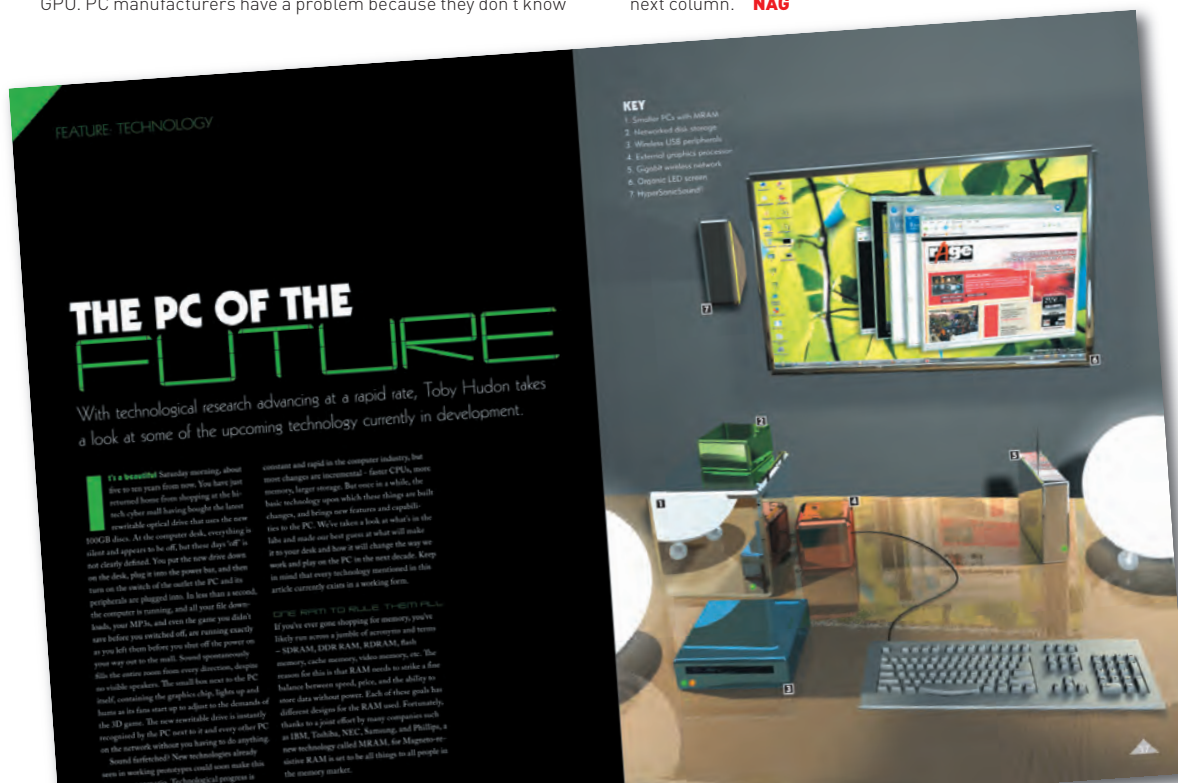 GPU. PC manufacturers have a problem because they don't know
next column. NAG
FEATURE: TECHNOLOGY
THE PC OF THE
FUTURE
With technological research advancing at a rapid rate, Toby Hudon takes
a look at some of the upcoming technology currently in development.
It's a beautiful Saturday morning, about
five to ten years from now. You have just
returned home from shopping at the hi-
tech cyber mall having bought the latest
rewritable optical drive that uses the new
100GB discs. At the computer desk, everything is
silent and appears to be off, but these days 'off' is
not clearly defined. You put the new drive down
on the desk, plug it into the power bar, and then
turn on the switch of the outlet the PC and its
peripherals are plugged into. In less than a second,
the computer is running, and all your file down-
loads, your MP3s, and even the game you didn't
save before you switched off, are running exactly
as you left them before you shut off the power on
your way out to the mall. Sound spontaneously
fills the entire room from every direction, despite
no visible speakers. The small box next to the PC
itself, containing the graphics chip, lights up and
hums as its fans start up to adjust to the demands of
the 3D game. The new rewritable drive is instantly
recognised by the PC next to it and every other PC
on the network without you having to do anything.
Sound farfetched? New technologies already
seen in working prototypes could soon make this
Technological progress is
constant and rapid in the computer industry, but
most changes are incremental - faster CPUs, more
memory, larger storage. But once in a while, the
basic technology upon which these things are built
changes, and brings new features and capabili-
ties to the PC. We've taken a look at what's in the
labs and made our best guess at what will make
it to your desk and how it will change the way we
work and play on the PC in the next decade. Keep
in mind that every technology mentioned in this
article currently exists in a working form.
ONE RAM TO RULE THEM ALL
If you've ever gone shopping for memory, you've
likely run across a jumble of acronyms and terms
– SDRAM, DDR RAM, RDRAM, flash
memory, cache memory, video memory, etc. The
reason for this is that RAM needs to strike a fine
balance between speed, price, and the ability to
store data without power. Each of these goals has
different designs for the RAM used. Fortunately,
thanks to a joint effort by many companies such
as IBM, Toshiba, NEC, Samsung, and Phillips, a
new technology called MRAM, for Magneto-re-
sistive RAM is set to be all things to all people in
the memory market.
KEY
1. Smaller PCs with MRAM
2. Networked disk storage
3. Wireless USB peripherals
4. External graphics processor
5. Gigabit wireless network
6. Organic LED screen
7. HyperSonicSound
rAge
7
6
2
5
1
4
3